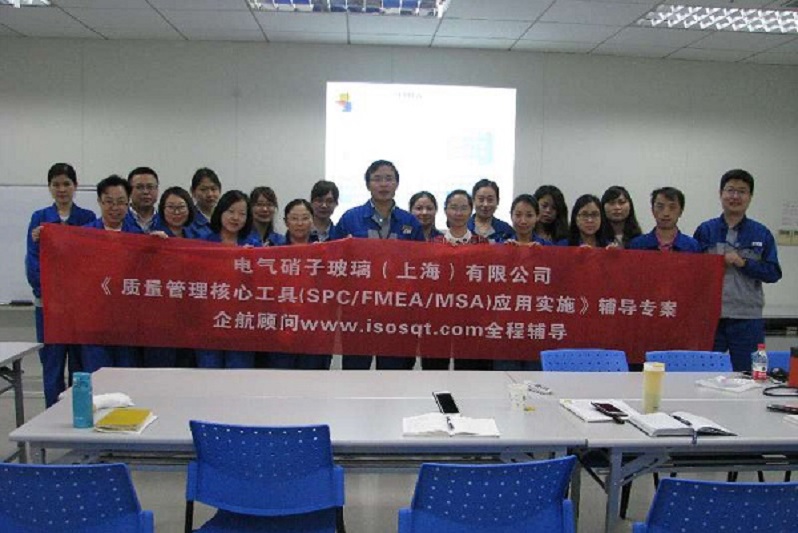 电气硝子玻璃（上海）有限公司
《质量管理核心工具(SPC/FMEA/MSA)应用实施》辅导专案
企航顾问www.isosqt.com全程辅导